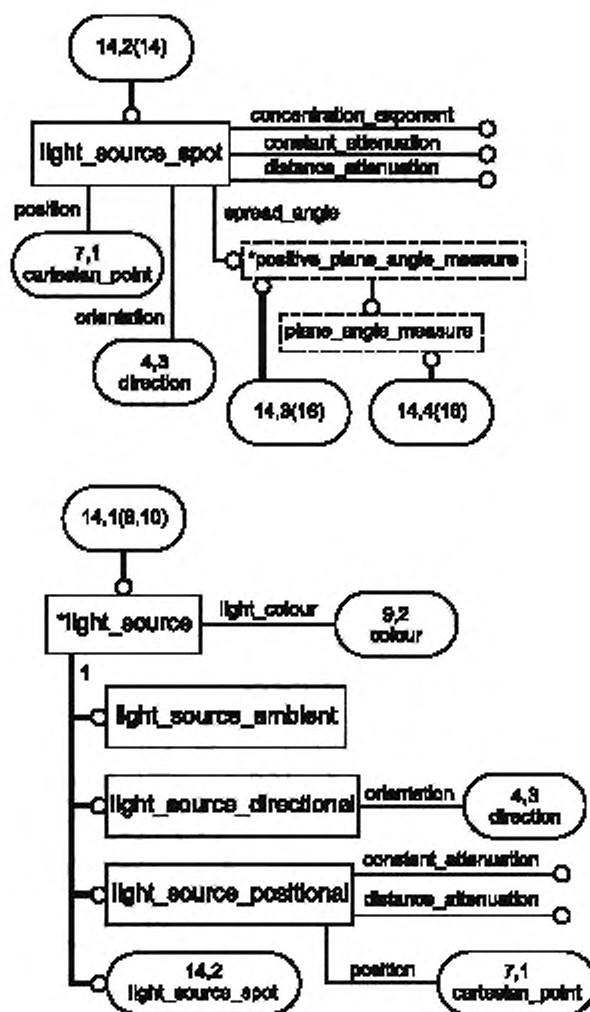 14,2(14)
concentration_exponent
light_source_spot
constant_attenuation
distance_attenuation
position
spread_angle
7,1
cartesian_point
*positive_plane_angle_measure
orientation
plane_angle_measure
4,3
direction
14,3(16)
14,4(16)
14,1(8,10)
*light_source
light_colour
9,2
colour
1
light_source_ambient
light_source_directional
orientation
4,3
direction
constant_attenuation
light_source_positional
distance_attenuation
14,2
light_source_spot
position
7,1
cartesian_point